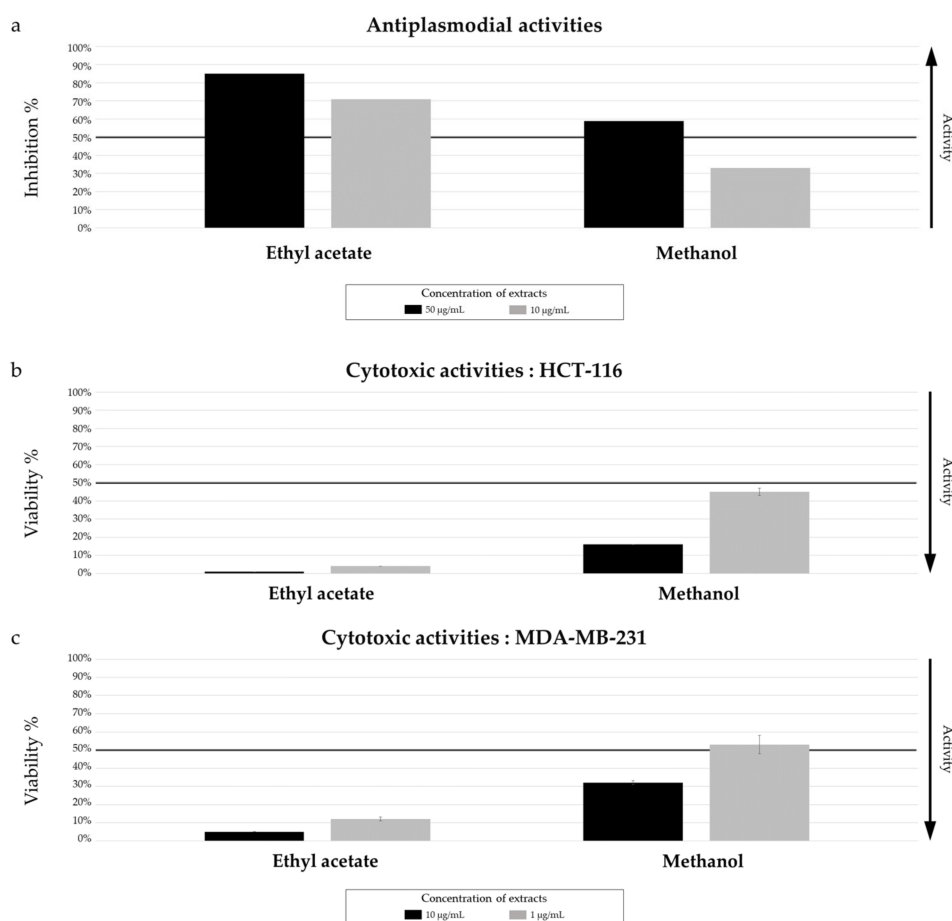 a
Antiplasmodial activities
Inhibition %
100%
90%
80%
70%
60%
50%
40%
30%
20%
10%
0%
Activity
Ethyl acetate
Methanol
Concentration of extracts
50 µg/mL
10 µg/mL
b
Cytotoxic activities : HCT-116
Viability %
100%
90%
80%
70%
60%
50%
40%
30%
20%
10%
0%
Activity
Ethyl acetate
Methanol
c
Cytotoxic activities : MDA-MB-231
Viability %
100%
90%
80%
70%
60%
50%
40%
30%
20%
10%
0%
Activity
Ethyl acetate
Methanol
Concentration of extracts
10 µg/mL
1 µg/mL